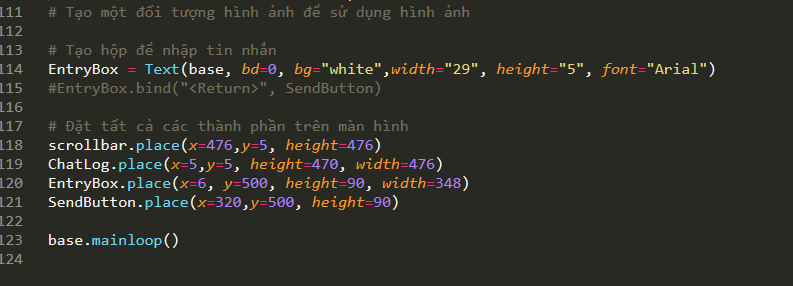 111 # Tạo một đối tượng hình ảnh để sử dụng hình ảnh
112
113 # Tạo hộp để nhập tin nhắn
114 EntryBox = Text(base, bd=0, bg="white",width="29", height="5", font="Arial")
115 #EntryBox.bind("<Return>", SendButton)
116
117 # Đặt tất cả các thành phần trên màn hình
118 scrollbar.place(x=476,y=5, height=476)
119 ChatLog.place(x=5,y=5, height=470, width=476)
120 EntryBox.place(x=6, y=500, height=90, width=348)
121 SendButton.place(x=320,y=500, height=90)
122
123 base.mainloop()
124